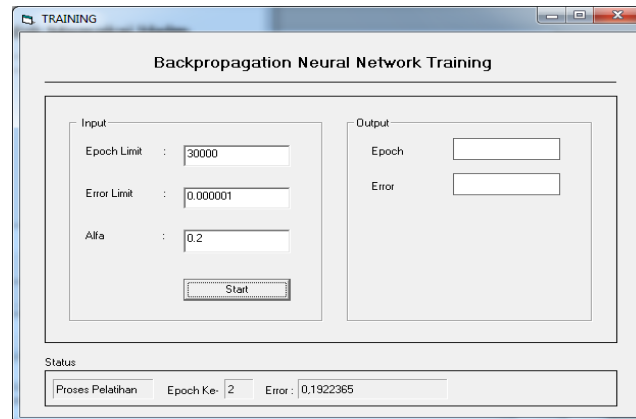 TRAINING
Backpropagation Neural Network Training
Input
Epoch Limit : 30000
Error Limit : 0.000001
Alfa : 0.2
Start
Output
Epoch
Error
Status
Proses Pelatihan Epoch Ke- 2 Error : 0,1922365